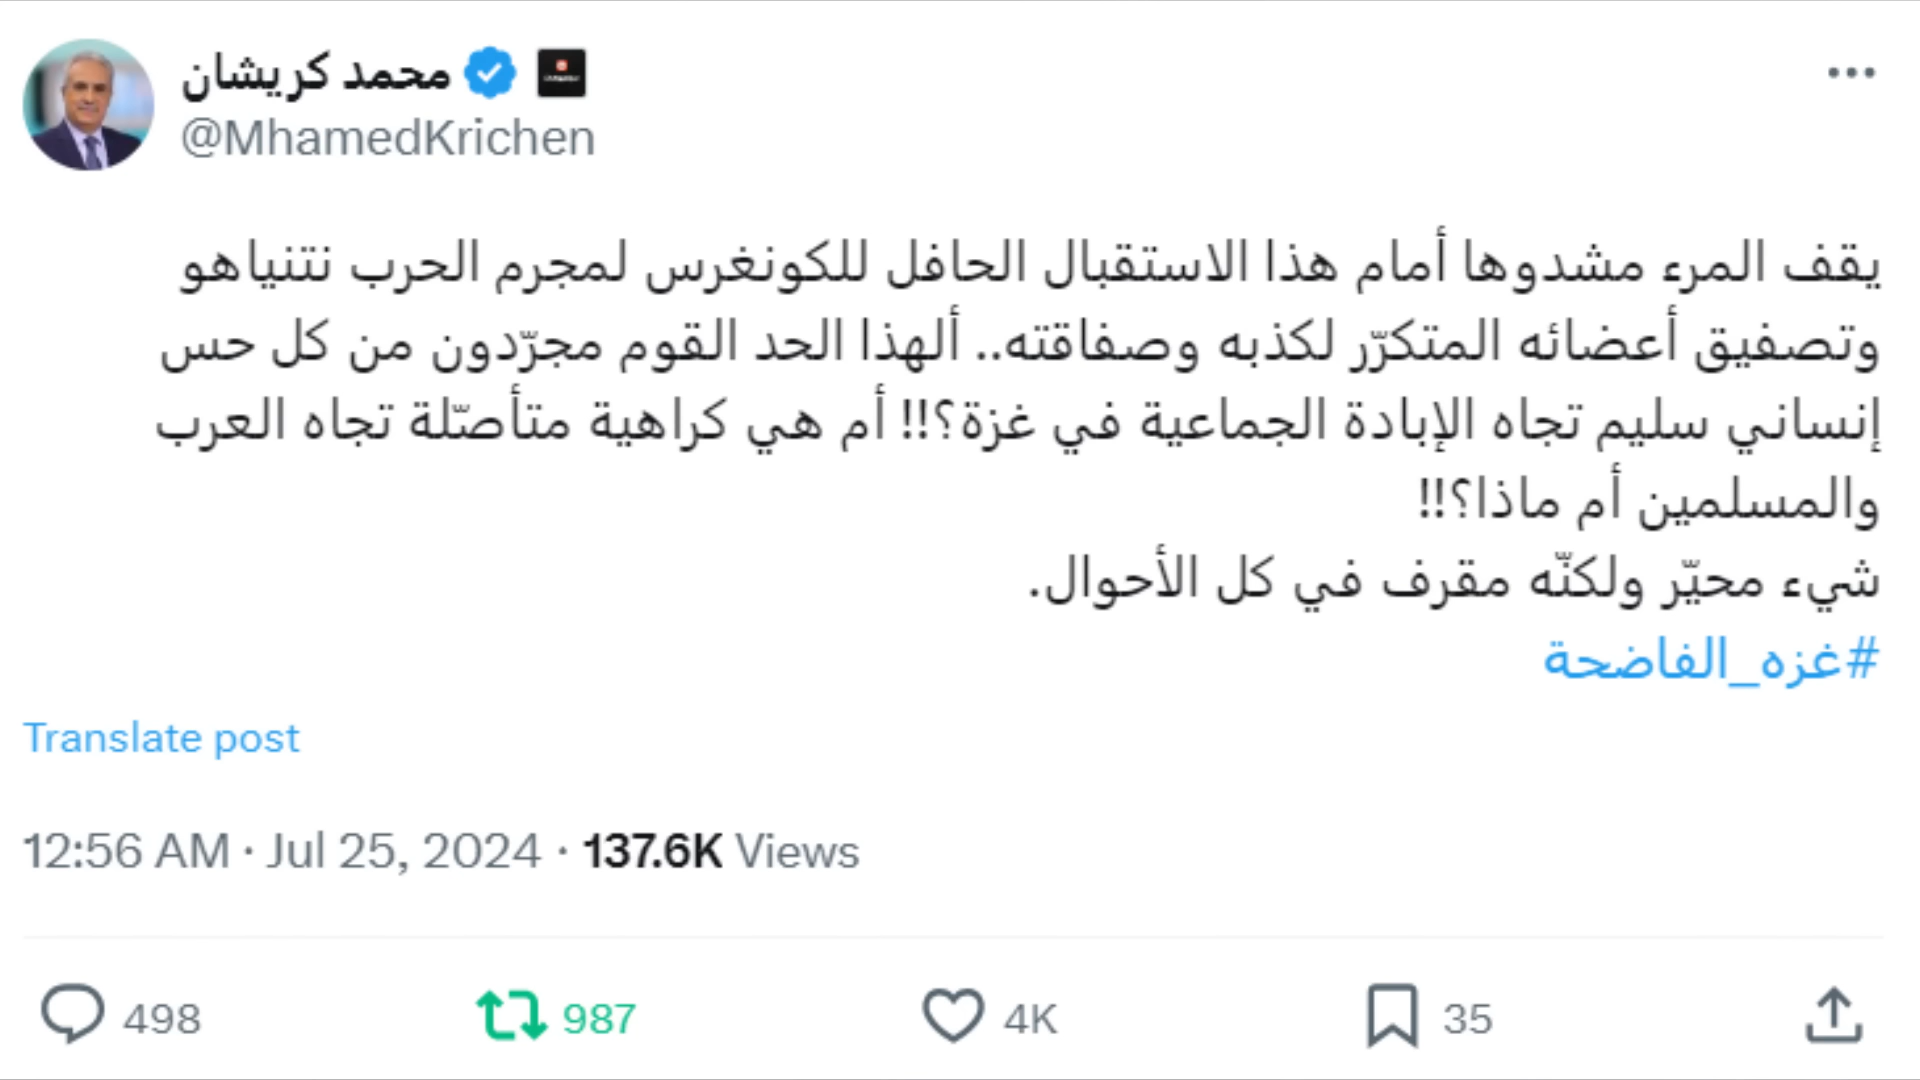 محمد كريشان
@MhamedKrichen
يقف المرء مشدوها أمام هذا الاستقبال الحافل للكونغرس لمجرم الحرب نتنياهو
وتصفيق أعضائه المتكرّر لكذبه وصفاقته.. ألهذا الحد القوم مجرّدون من كل حس
إنساني سليم تجاه الإبادة الجماعية في غزة؟!! أم هي كراهية متأصّلة تجاه العرب
والمسلمين أم ماذا؟!!
شيء محيّر ولكنّه مقرف في كل الأحوال.
#غزه_الفاضحة
Translate post
12:56 AM · Jul 25, 2024 · 137.6K Views
498 987 4K 35